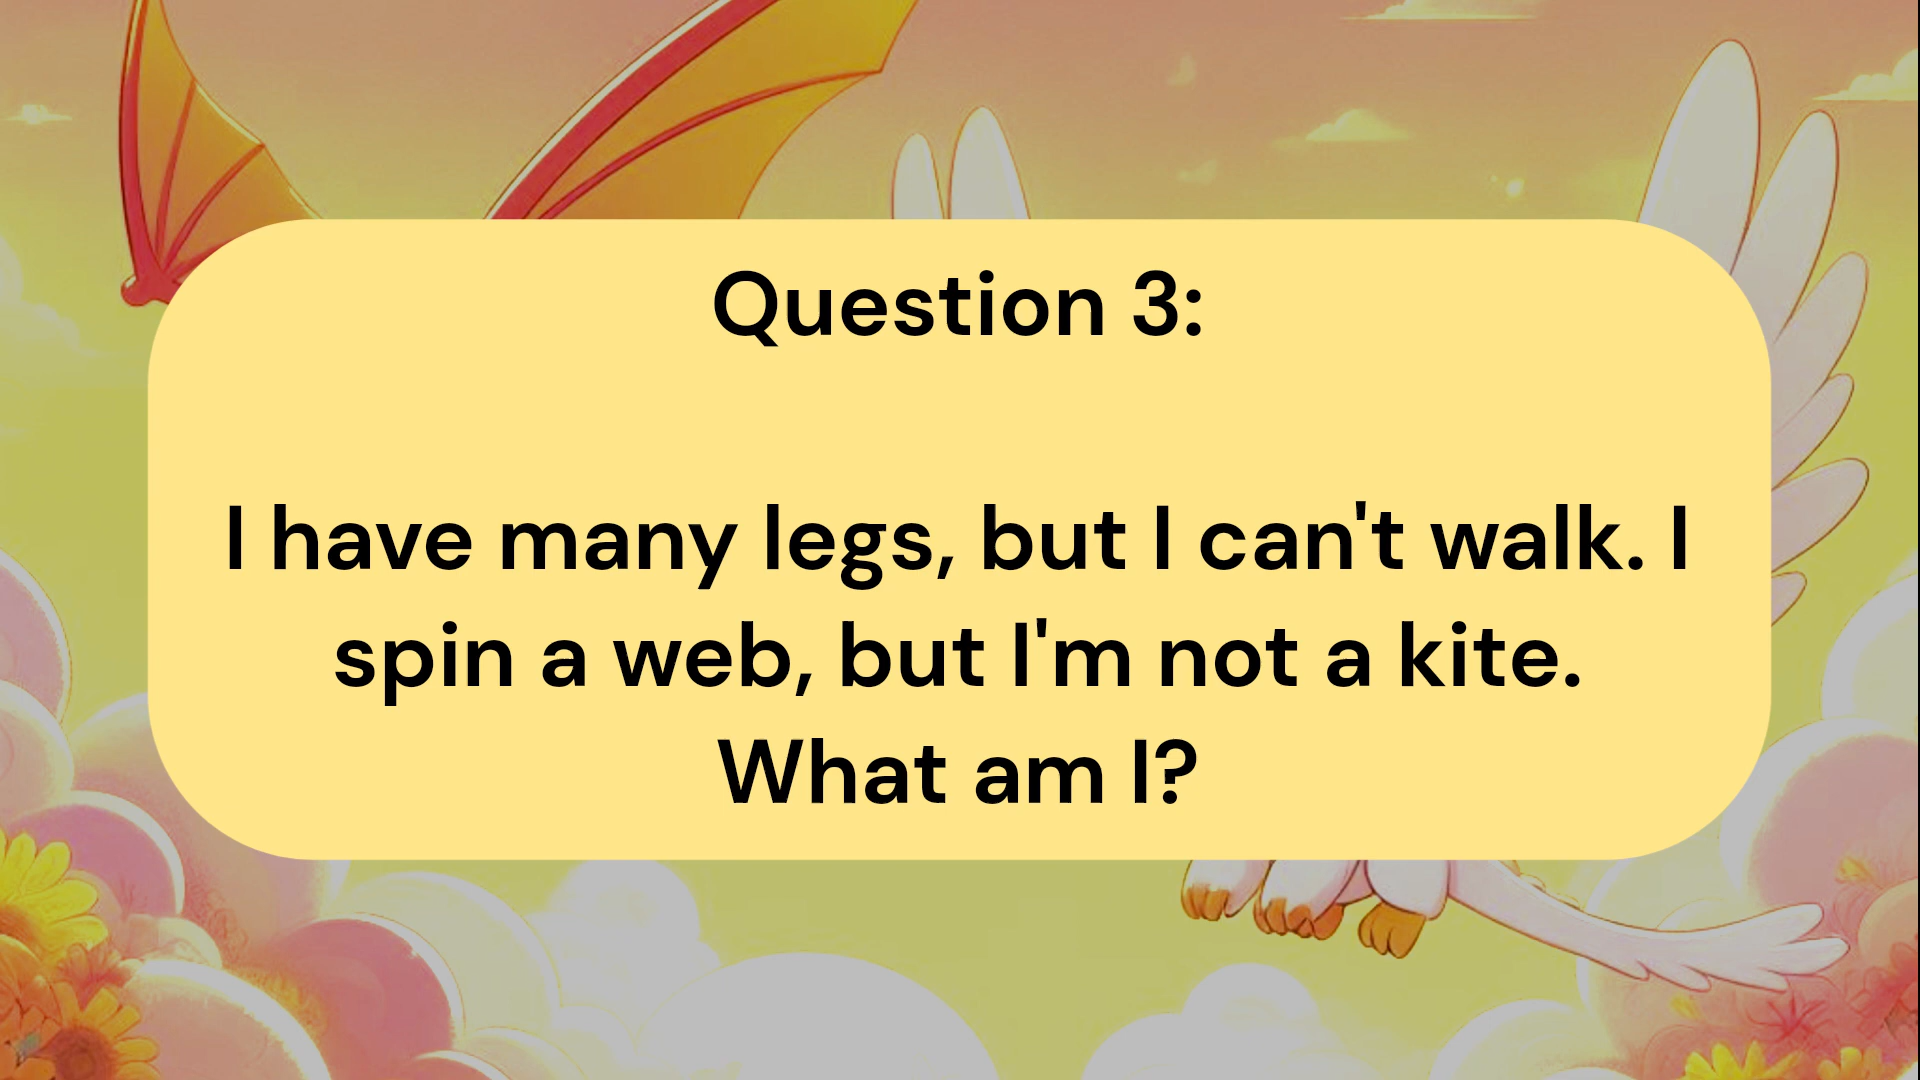 Question 3:
I have many legs, but I can't walk. I
spin a web, but I'm not a kite.
What am I?